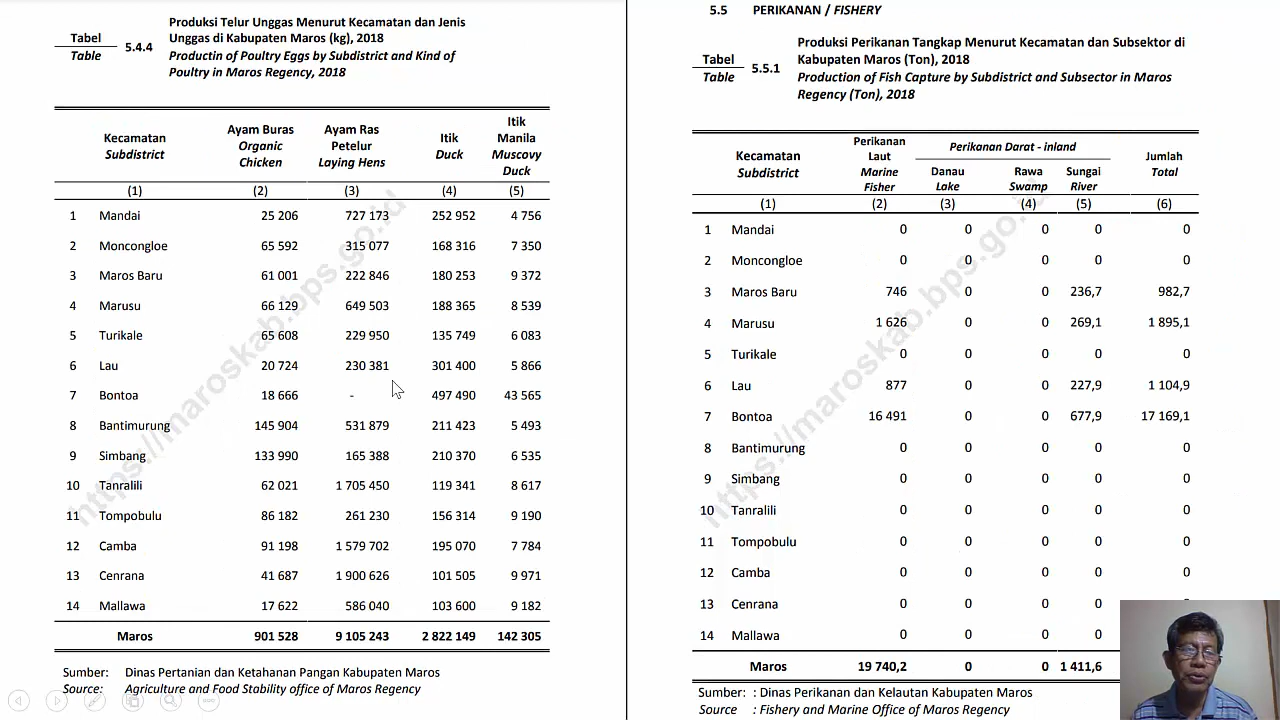 Tabel
Table
5.4.4
Produksi Telur Unggas Menurut Kecamatan dan Jenis
Unggas di Kabupaten Maros (kg), 2018
Productin of Poultry Eggs by Subdistrict and Kind of
Poultry in Maros Regency, 2018
Kecamatan
Subdistrict
Ayam Buras
Organic
Chicken
Ayam Ras
Petelur
Laying Hens
Itik
Duck
Itik
Manila
Muscovy
Duck
(1) (2) (3) (4) (5)
1 Mandai 25 206 727 173 252 952 4 756
2 Moncongloe 65 592 315 077 168 316 7 350
3 Maros Baru 61 001 222 846 180 253 9 372
4 Marusu 66 129 649 503 188 365 8 539
5 Turikale 65 608 229 950 135 749 6 083
6 Lau 20 724 230 381 301 400 5 866
7 Bontoa 18 666 - 497 490 43 565
8 Bantimurung 145 904 531 879 211 423 5 493
9 Simbang 133 990 165 388 210 370 6 535
10 Tanralili 62 021 1 705 450 119 341 8 617
11 Tompobulu 86 182 261 230 156 314 9 190
12 Camba 91 198 1 579 702 195 070 7 784
13 Cenrana 41 687 1 900 626 101 505 9 971
14 Mallawa 17 622 586 040 103 600 9 182
Maros 901 528 9 105 243 2 822 149 142 305
Sumber: Dinas Pertanian dan Ketahanan Pangan Kabupaten Maros
Source: Agriculture and Food Stability office of Maros Regency
https://maroskab.bps.go.id
5.5 PERIKANAN / FISHERY
Tabel
Table
5.5.1
Produksi Perikanan Tangkap Menurut Kecamatan dan Subsektor di
Kabupaten Maros (Ton), 2018
Production of Fish Capture by Subdistrict and Subsector in Maros
Regency (Ton), 2018
Kecamatan
Subdistrict
Perikanan
Laut
Marine
Fisher
Perikanan Darat - inland
Danau
Lake
Rawa
Swamp
Sungai
River
Jumlah
Total
(1) (2) (3) (4) (5) (6)
1 Mandai 0 0 0 0 0
2 Moncongloe 0 0 0 0 0
3 Maros Baru 746 0 0 236,7 982,7
4 Marusu 1 626 0 0 269,1 1 895,1
5 Turikale 0 0 0 0 0
6 Lau 877 0 0 227,9 1 104,9
7 Bontoa 16 491 0 0 677,9 17 169,1
8 Bantimurung 0 0 0 0 0
9 Simbang 0 0 0 0 0
10 Tanralili 0 0 0 0 0
11 Tompobulu 0 0 0 0 0
12 Camba 0 0 0 0 0
13 Cenrana 0 0 0 0
14 Mallawa 0 0 0 0
Maros 19 740,2 0 0 1 411,6
Sumber: : Dinas Perikanan dan Kelautan Kabupaten Maros
Source : Fishery and Marine Office of Maros Regency
https://maroskab.bps.go.id